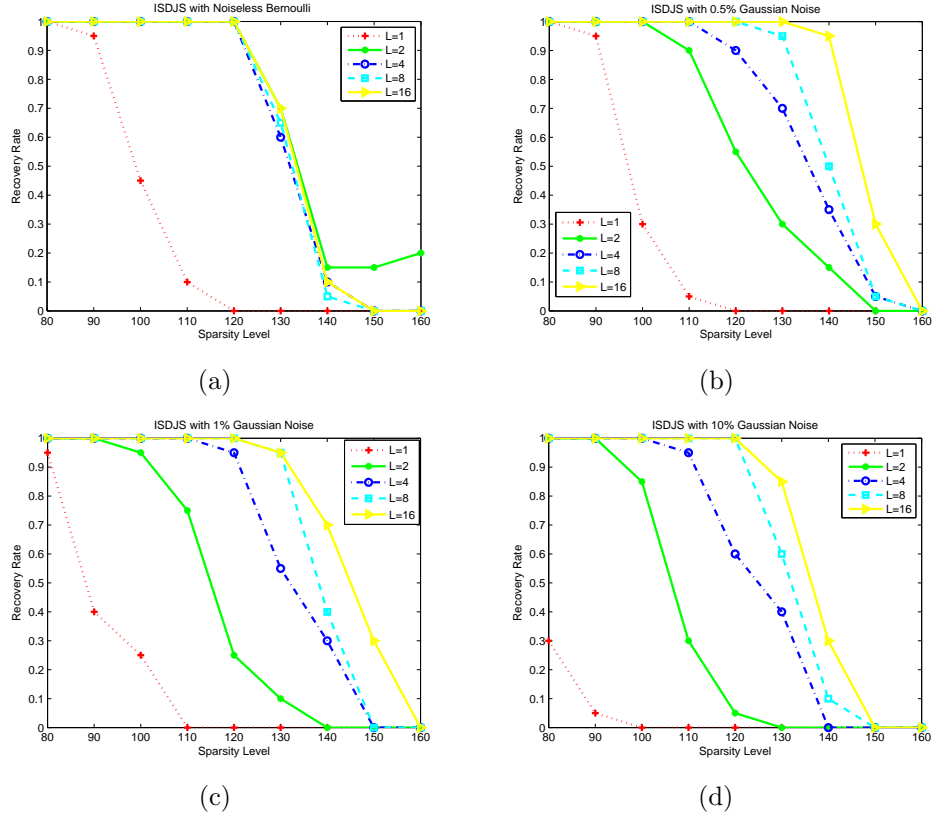 ISDJS with Noiseless Bernoulli
1
0.9
0.8
0.7
0.6
0.5
0.4
0.3
0.2
0.1
0
Recovery Rate
80 90 100 110 120 130 140 150 160
Sparsity Level
L=1
L=2
L=4
L=8
L=16
(a)
ISDJS with 0.5% Gaussian Noise
1
0.9
0.8
0.7
0.6
0.5
0.4
0.3
0.2
0.1
0
Recovery Rate
80 90 100 110 120 130 140 150 160
Sparsity Level
L=1
L=2
L=4
L=8
L=16
(b)
ISDJS with 1% Gaussian Noise
1
0.9
0.8
0.7
0.6
0.5
0.4
0.3
0.2
0.1
0
Recovery Rate
80 90 100 110 120 130 140 150 160
Sparsity Level
L=1
L=2
L=4
L=8
L=16
(c)
ISDJS with 10% Gaussian Noise
1
0.9
0.8
0.7
0.6
0.5
0.4
0.3
0.2
0.1
0
Recovery Rate
80 90 100 110 120 130 140 150 160
Sparsity Level
L=1
L=2
L=4
L=8
L=16
(d)